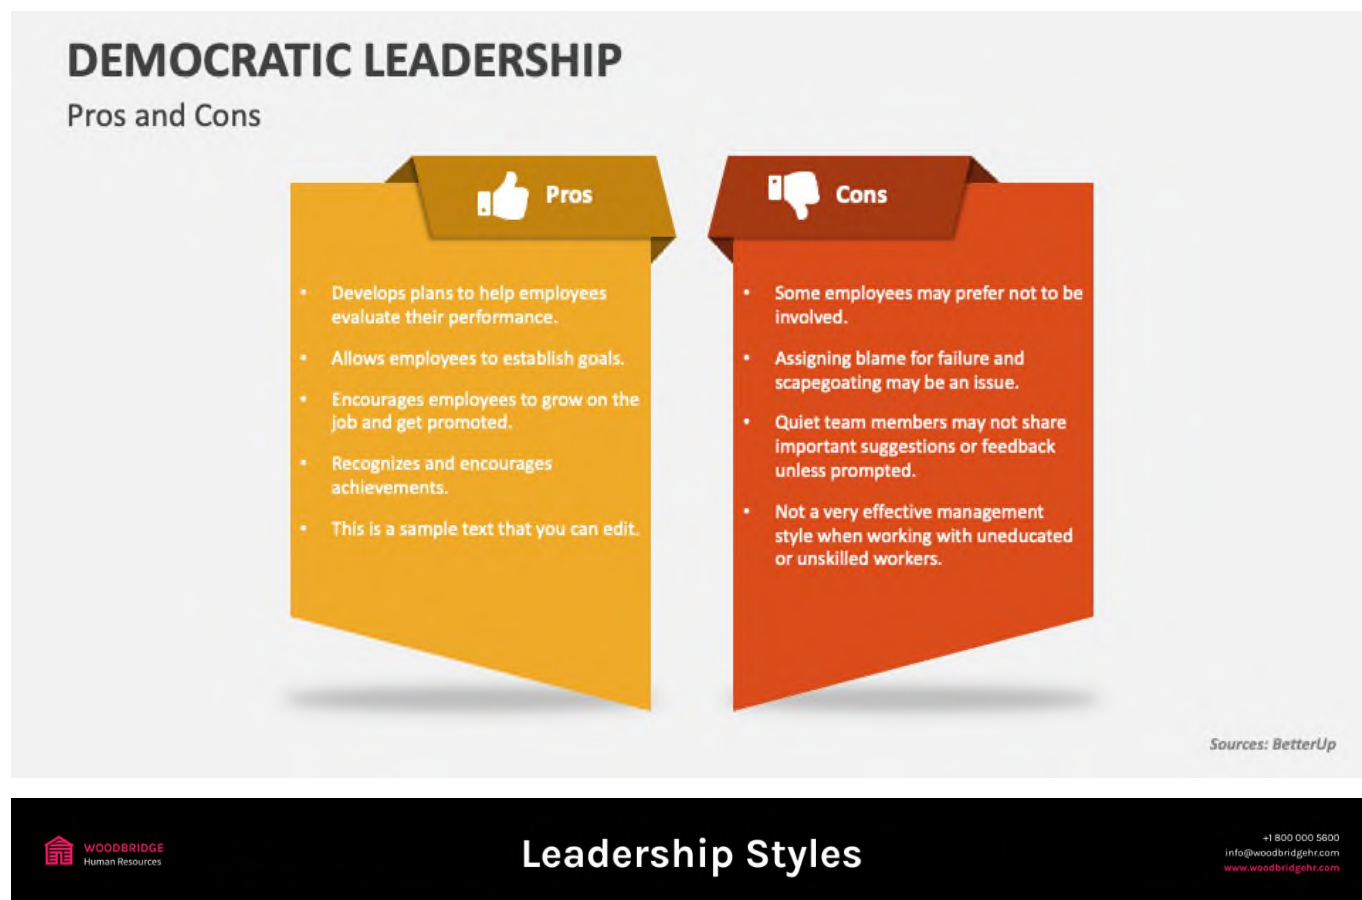 DEMOCRATIC LEADERSHIP
Pros and Cons
Pros
• Develops plans to help employees
evaluate their performance.
• Allows employees to establish goals.
• Encourages employees to grow on the
job and get promoted.
• Recognizes and encourages
achievements.
• This is a sample text that you can edit.
Cons
• Some employees may prefer not to be
involved.
• Assigning blame for failure and
scapegoating may be an issue.
• Quiet team members may not share
important suggestions or feedback
unless prompted.
• Not a very effective management
style when working with uneducated
or unskilled workers.
Sources: BetterUp
WOODBRIDGE
Human Resources
Leadership Styles
+1 800 000 5600
info@woodbridgehr.com
www.woodbridgehr.com